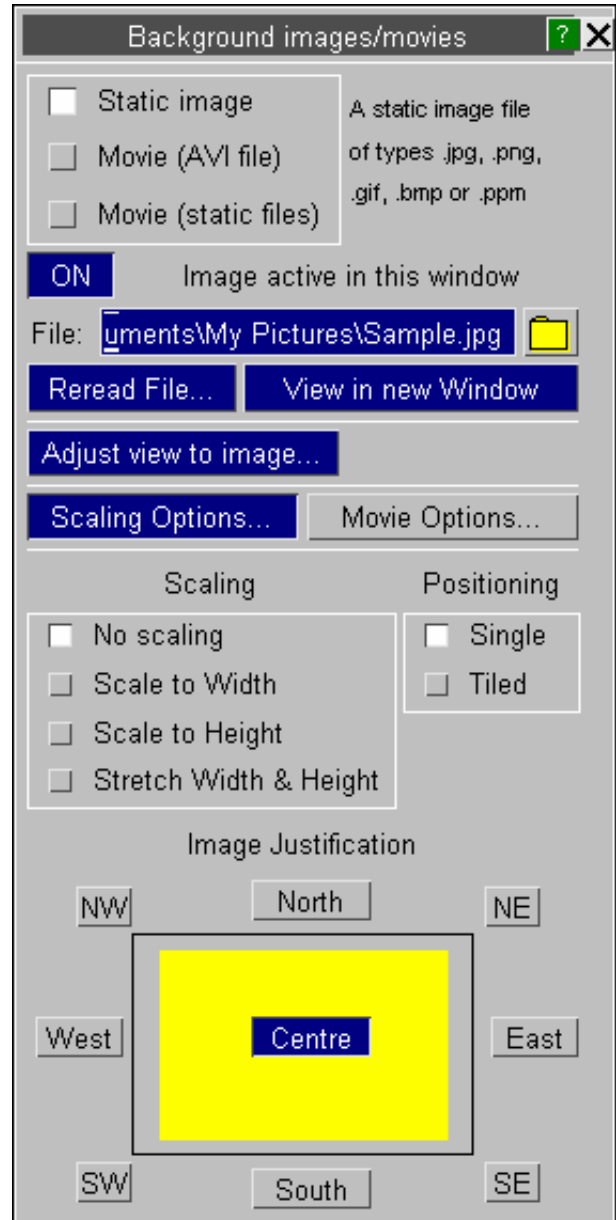 Background images/movies ? X
Static image
Movie (AVI file)
Movie (static files)
A static image file
of types .jpg, .png,
.gif, .bmp or .ppm
ON Image active in this window
File: uments\My Pictures\Sample.jpg
Reread File... View in new Window
Adjust view to image...
Scaling Options... Movie Options...
Scaling
No scaling
Scale to Width
Scale to Height
Stretch Width & Height
Positioning
Single
Tiled
Image Justification
NW North NE
West Centre East
SW South SE